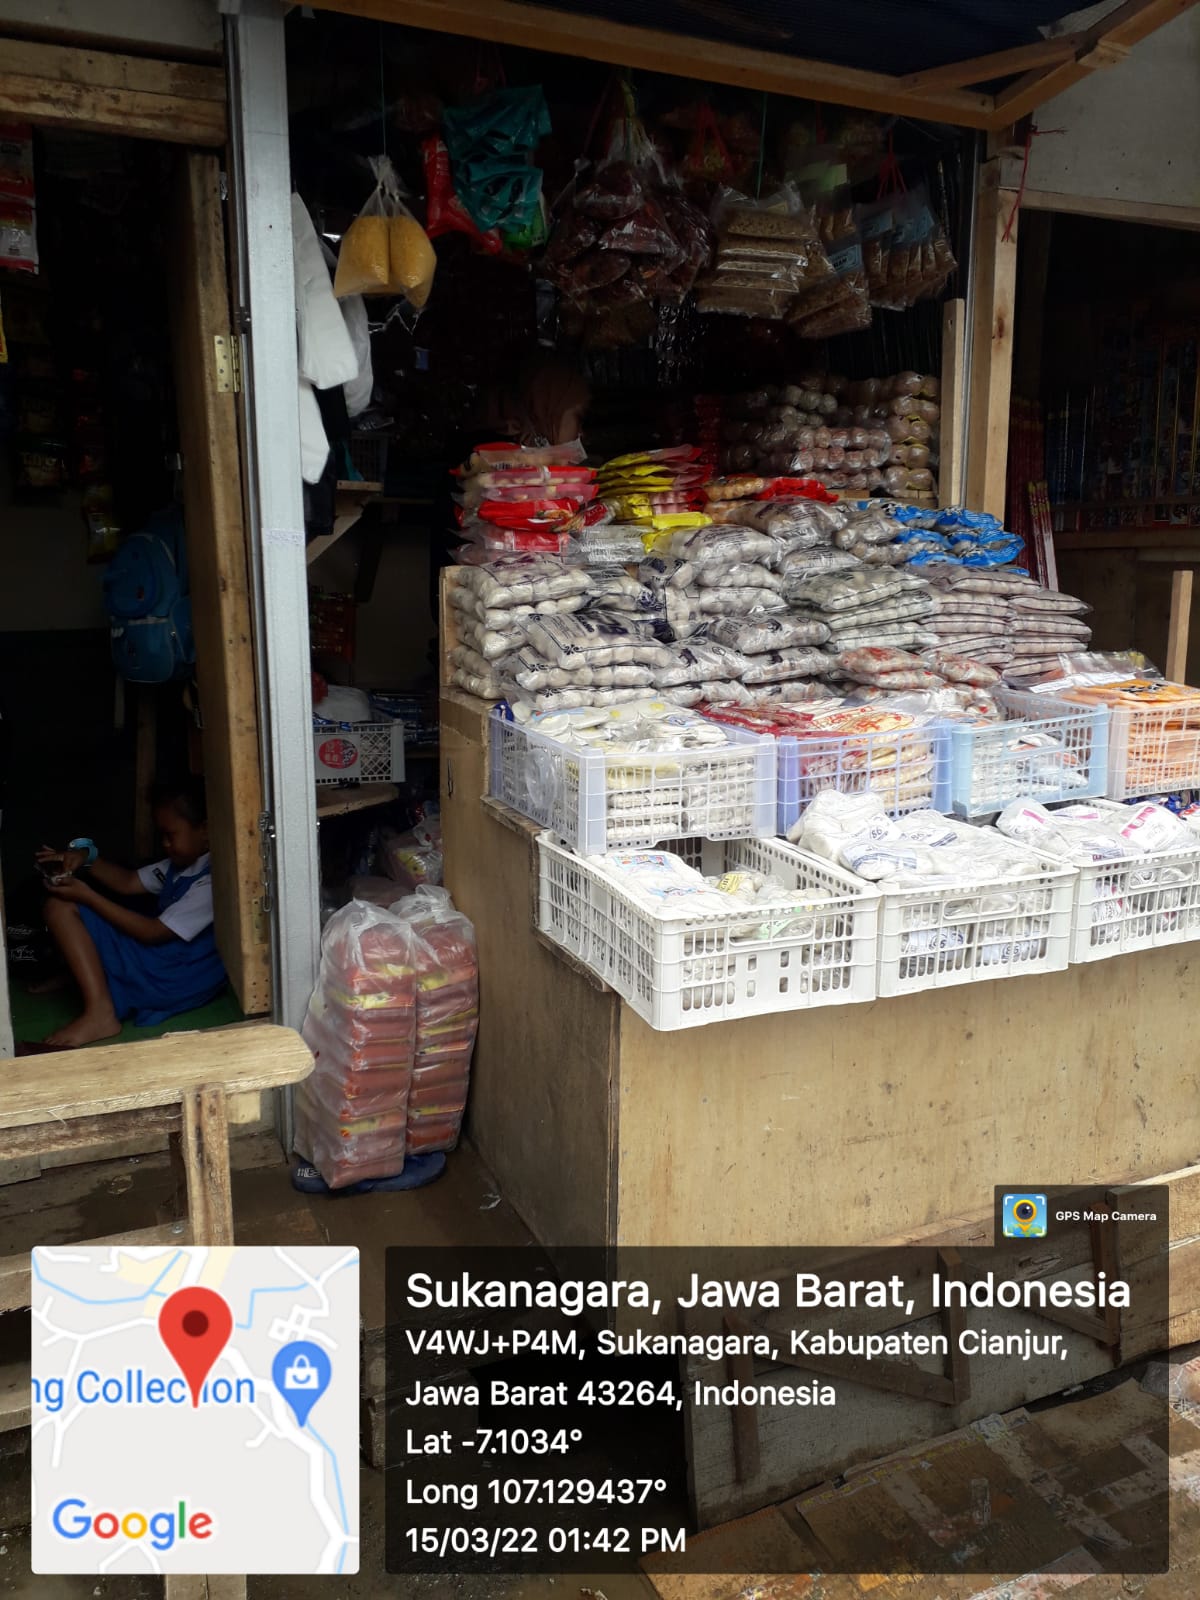 GPS Map Camera
Sukanagara, Jawa Barat, Indonesia
V4WJ+P4M, Sukanagara, Kabupaten Cianjur,
Jawa Barat 43264, Indonesia
Lat -7.1034°
Long 107.129437°
15/03/22 01:42 PM
ng Collection
Google